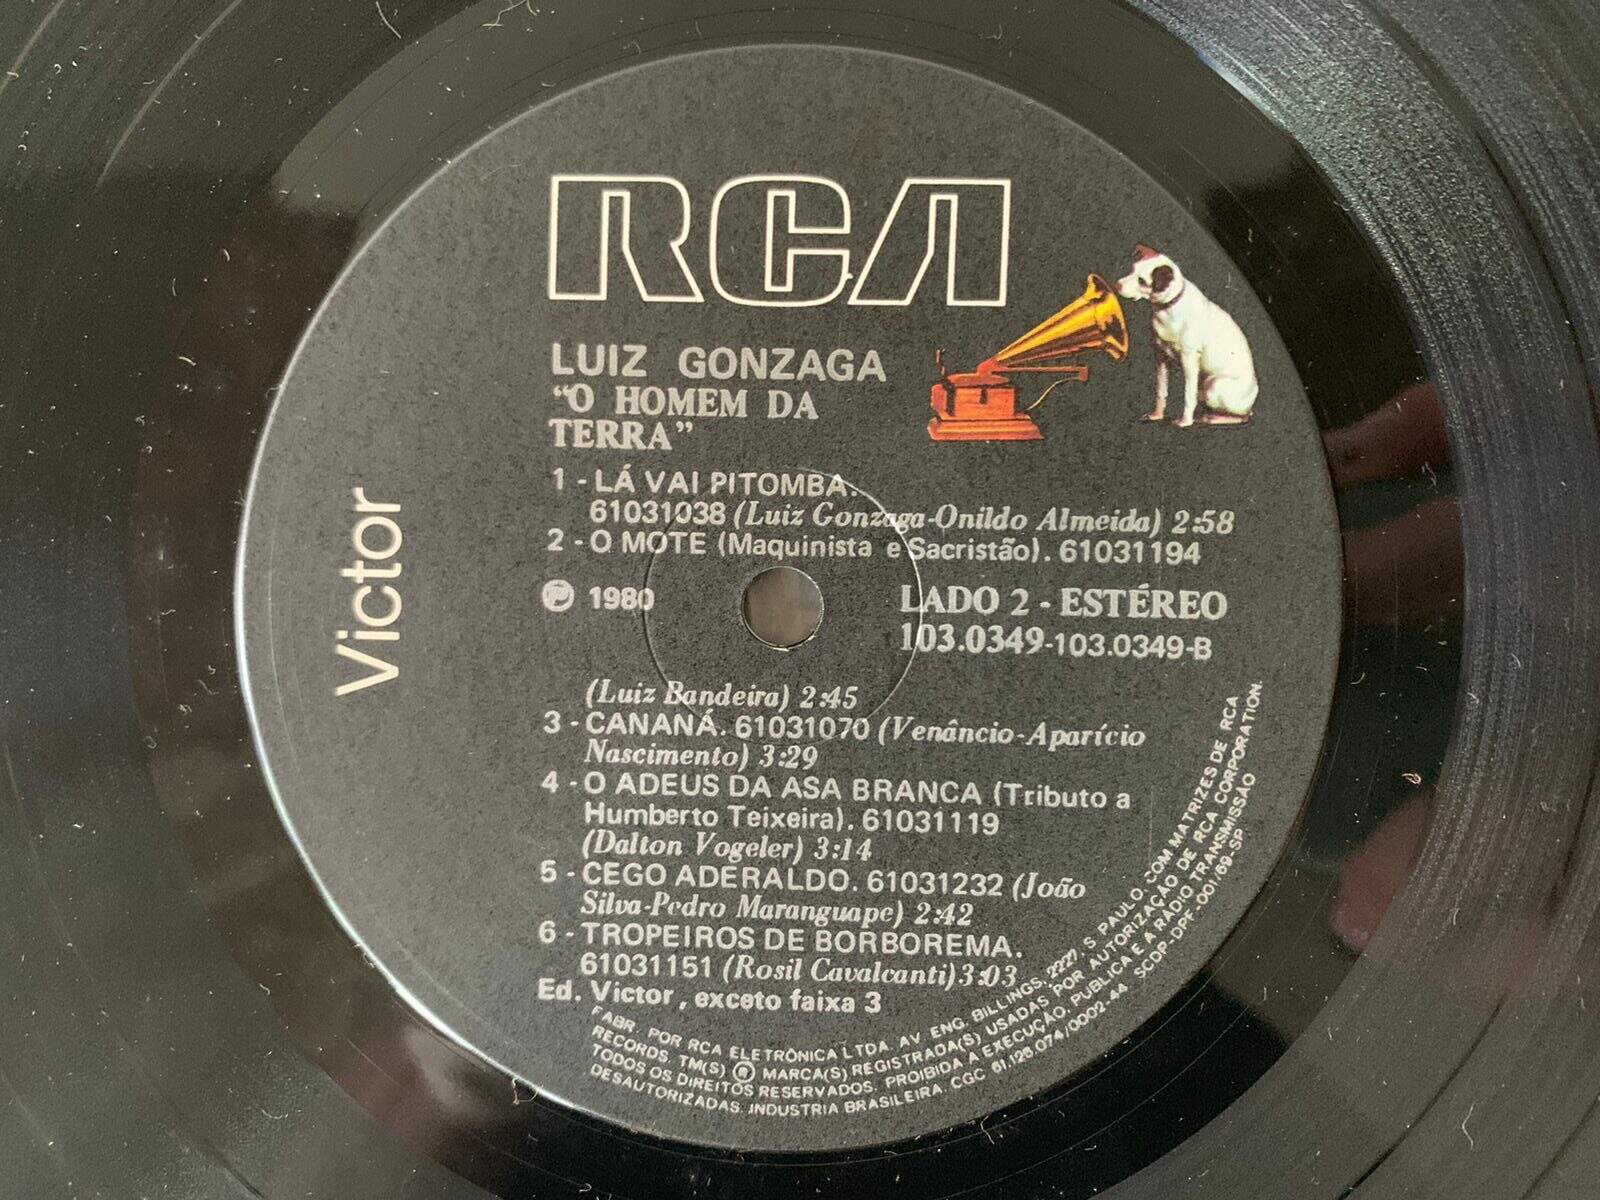 RCA
Victor
LUIZ GONZAGA
“O HOMEM DA
TERRA”
1 - LÁ VAI PITOMBA.
61031038 (Luiz Gonzaga-Onildo Almeida) 2:58
2 - O MOTE (Maquinista e Sacristão). 61031194
℗ 1980
LADO 2 - ESTÉREO
103.0349-103.0349-B
(Luiz Bandeira) 2:45
3 - CANANÁ. 61031070 (Venâncio-Aparício
Nascimento) 3:29
4 - O ADEUS DA ASA BRANCA (Tributo a
Humberto Teixeira). 61031119
(Dalton Vogeler) 3:14
5 - CEGO ADERALDO. 61031232 (João
Silva-Pedro Maranguape) 2:42
6 - TROPEIROS DE BORBOREMA.
61031151 (Rosil Cavalcanti) 3:03
Ed. Victor, exceto faixa 3
FABR. POR RCA ELETRÔNICA LTDA. AV. ENG. BILLINGS, 2227, S. PAULO, COM MATRIZES DE RCA
RECORDS. TM(S) ® MARCA(S) REGISTRADA(S) USADAS POR AUTORIZAÇÃO DE RCA CORPORATION.
TODOS OS DIREITOS RESERVADOS. PROIBIDA A EXECUÇÃO, PÚBLICA E A RÁDIO TRANSMISSÃO
DESAUTORIZADAS. INDUSTRIA BRASILEIRA. CGC 61.126.074/0002-44 SCDP-DPF-001/69-SP